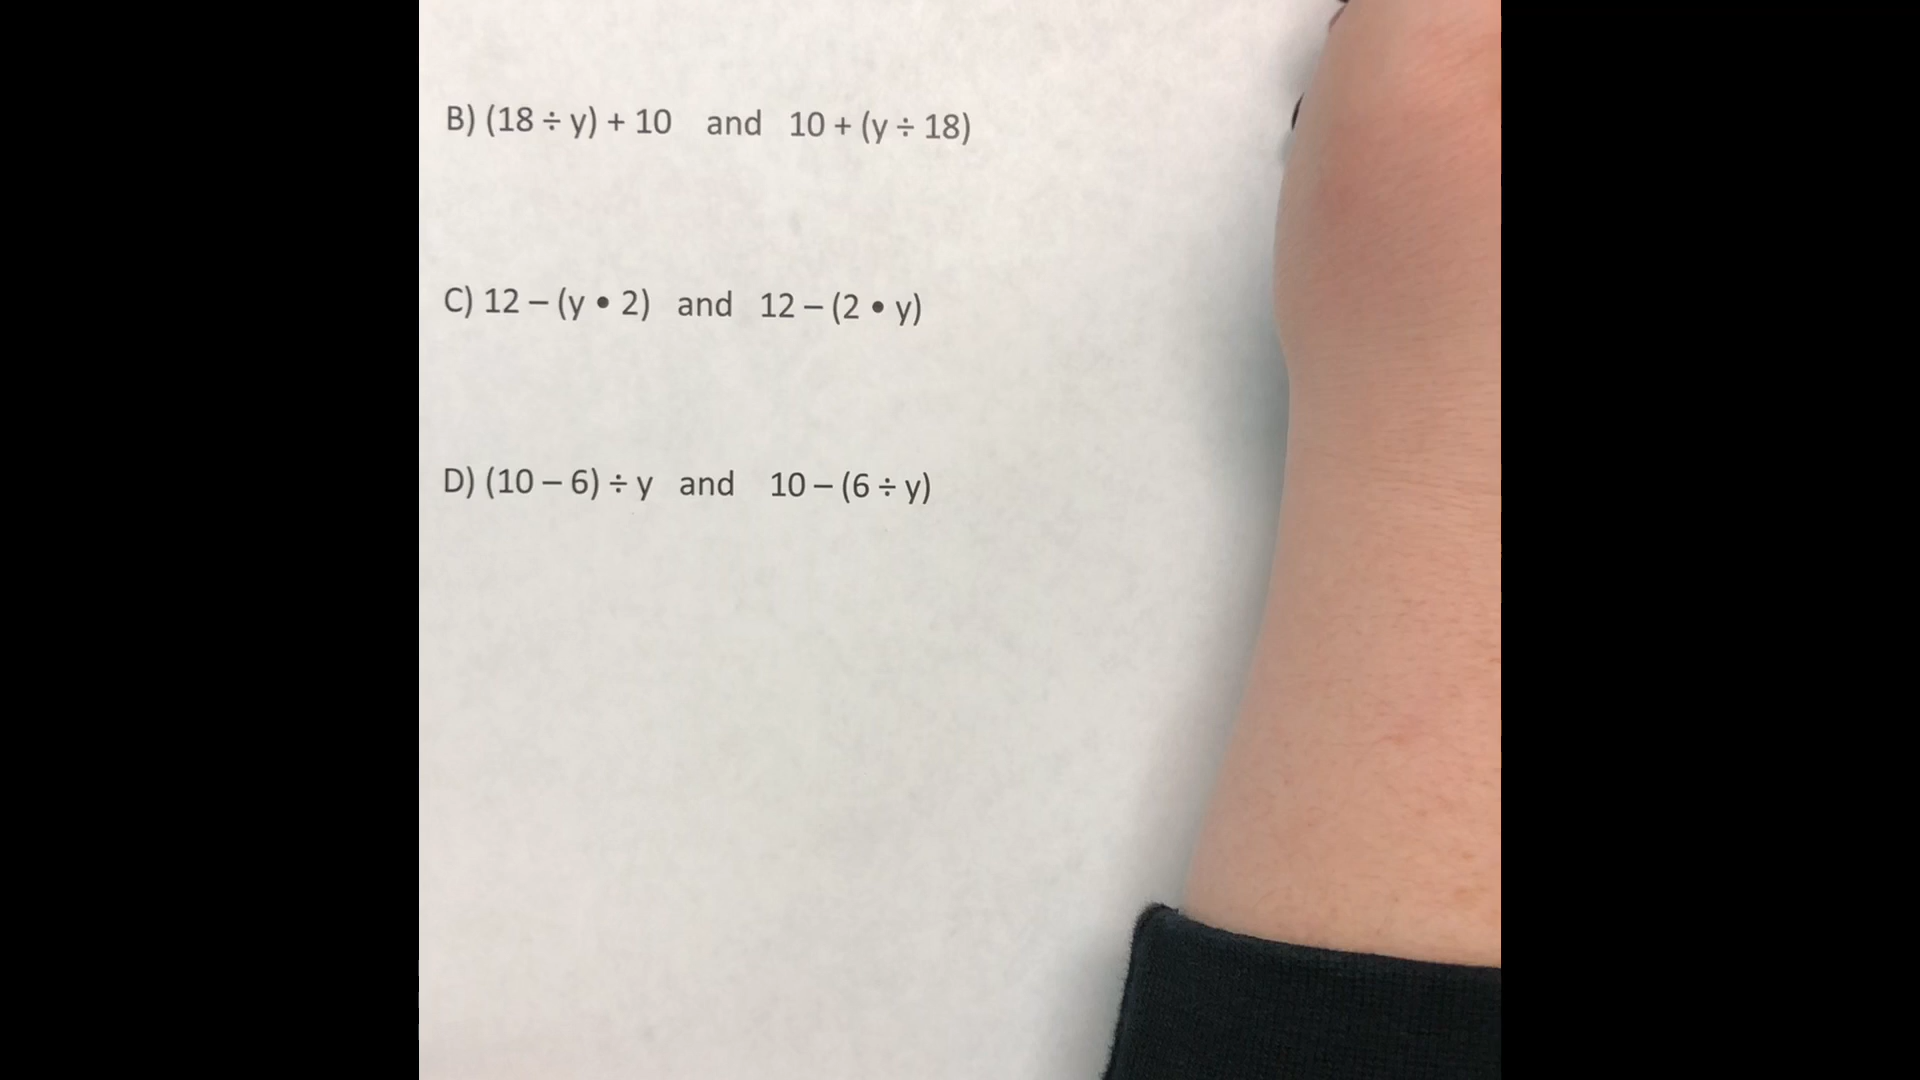 B) (18 ÷ y) + 10 and 10 + (y ÷ 18)
C) 12 – (y • 2) and 12 – (2 • y)
D) (10 – 6) ÷ y and 10 – (6 ÷ y)